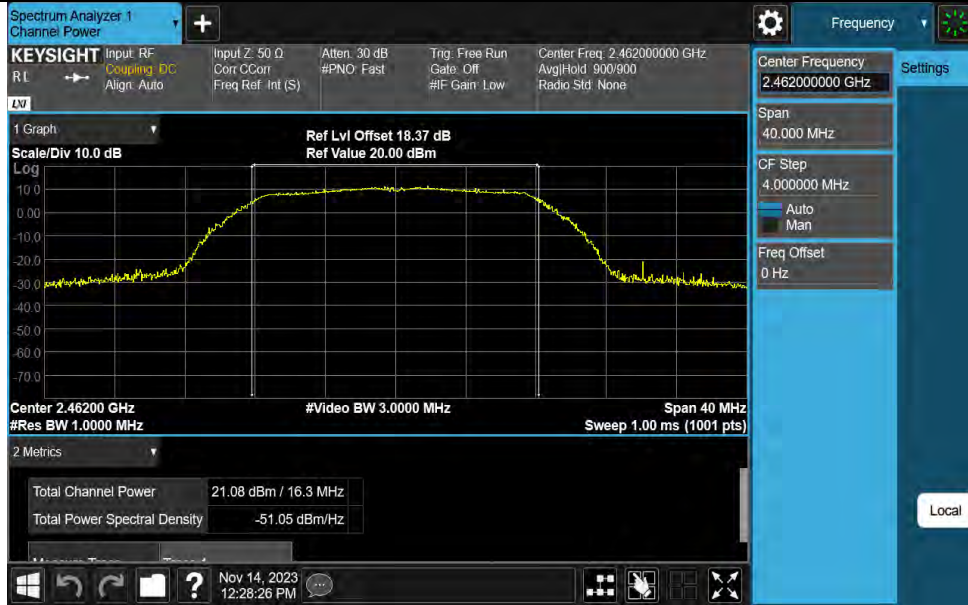 Spectrum Analyzer 1
Channel Power
+
Frequency
KEYSIGHT
RL
LXI
Input: RF
Coupling: DC
Align: Auto
Input Z: 50 Ω
Corr CCorr
Freq Ref: Int (S)
Atten: 30 dB
#PNO: Fast
Trig: Free Run
Gate: Off
#IF Gain: Low
Center Freq: 2.462000000 GHz
Avg|Hold: 900/900
Radio Std: None
Center Frequency
2.462000000 GHz
Settings
Span
40.000 MHz
CF Step
4.000000 MHz
Auto
Man
Freq Offset
0 Hz
Local
1 Graph
Scale/Div 10.0 dB
Ref Lvl Offset 18.37 dB
Ref Value 20.00 dBm
Log
10.0
0.00
-10.0
-20.0
-30.0
-40.0
-50.0
-60.0
-70.0
Center 2.46200 GHz
#Video BW 3.0000 MHz
Span 40 MHz
#Res BW 1.0000 MHz
Sweep 1.00 ms (1001 pts)
2 Metrics
Total Channel Power 21.08 dBm / 16.3 MHz
Total Power Spectral Density -51.05 dBm/Hz
?
Nov 14, 2023
12:28:26 PM